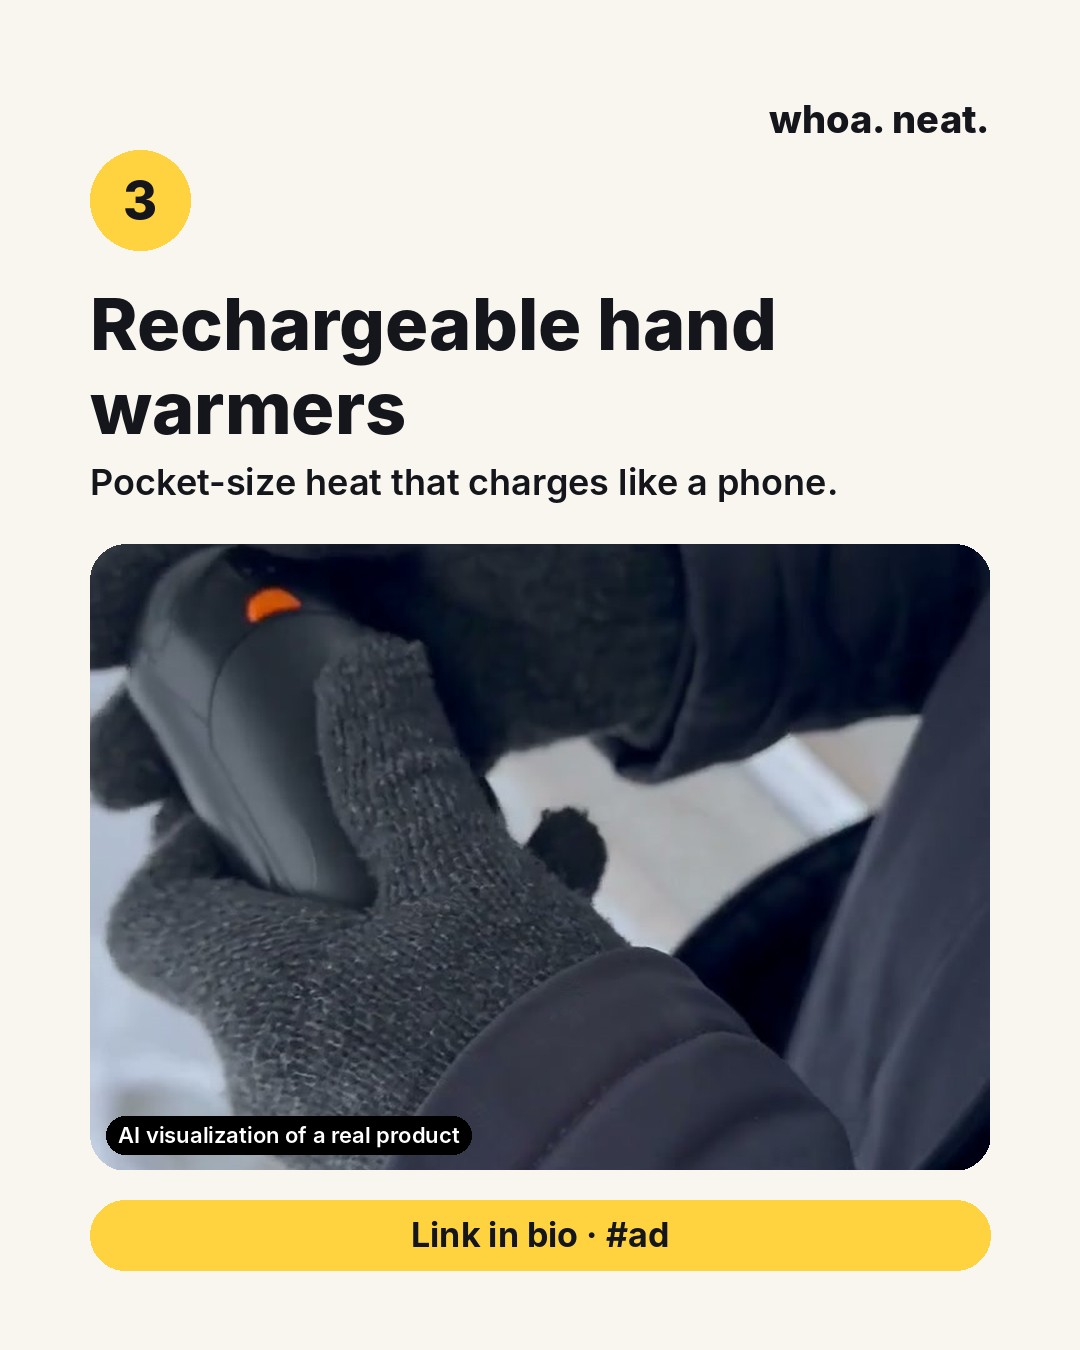 whoa. neat.
3
Rechargeable hand
warmers
Pocket-size heat that charges like a phone.
AI visualization of a real product
Link in bio · #ad